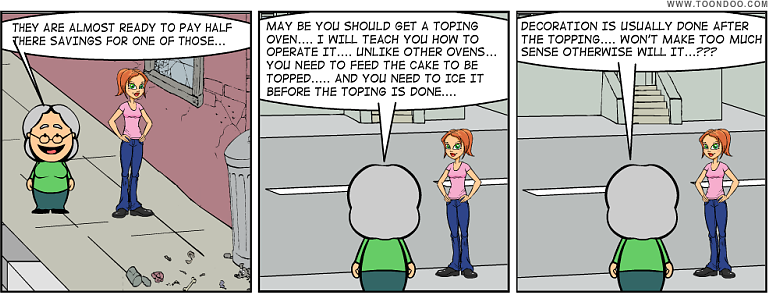 WWW.TOONDOO.COM
THEY ARE ALMOST READY TO PAY HALF
THERE SAVINGS FOR ONE OF THOSE...
MAY BE YOU SHOULD GET A TOPING
OVEN.... I WILL TEACH YOU HOW TO
OPERATE IT.... UNLIKE OTHER OVENS...
YOU NEED TO FEED THE CAKE TO BE
TOPPED..... AND YOU NEED TO ICE IT
BEFORE THE TOPING IS DONE....
DECORATION IS USUALLY DONE AFTER
THE TOPPING.... WON'T MAKE TOO MUCH
SENSE OTHERWISE WILL IT...???